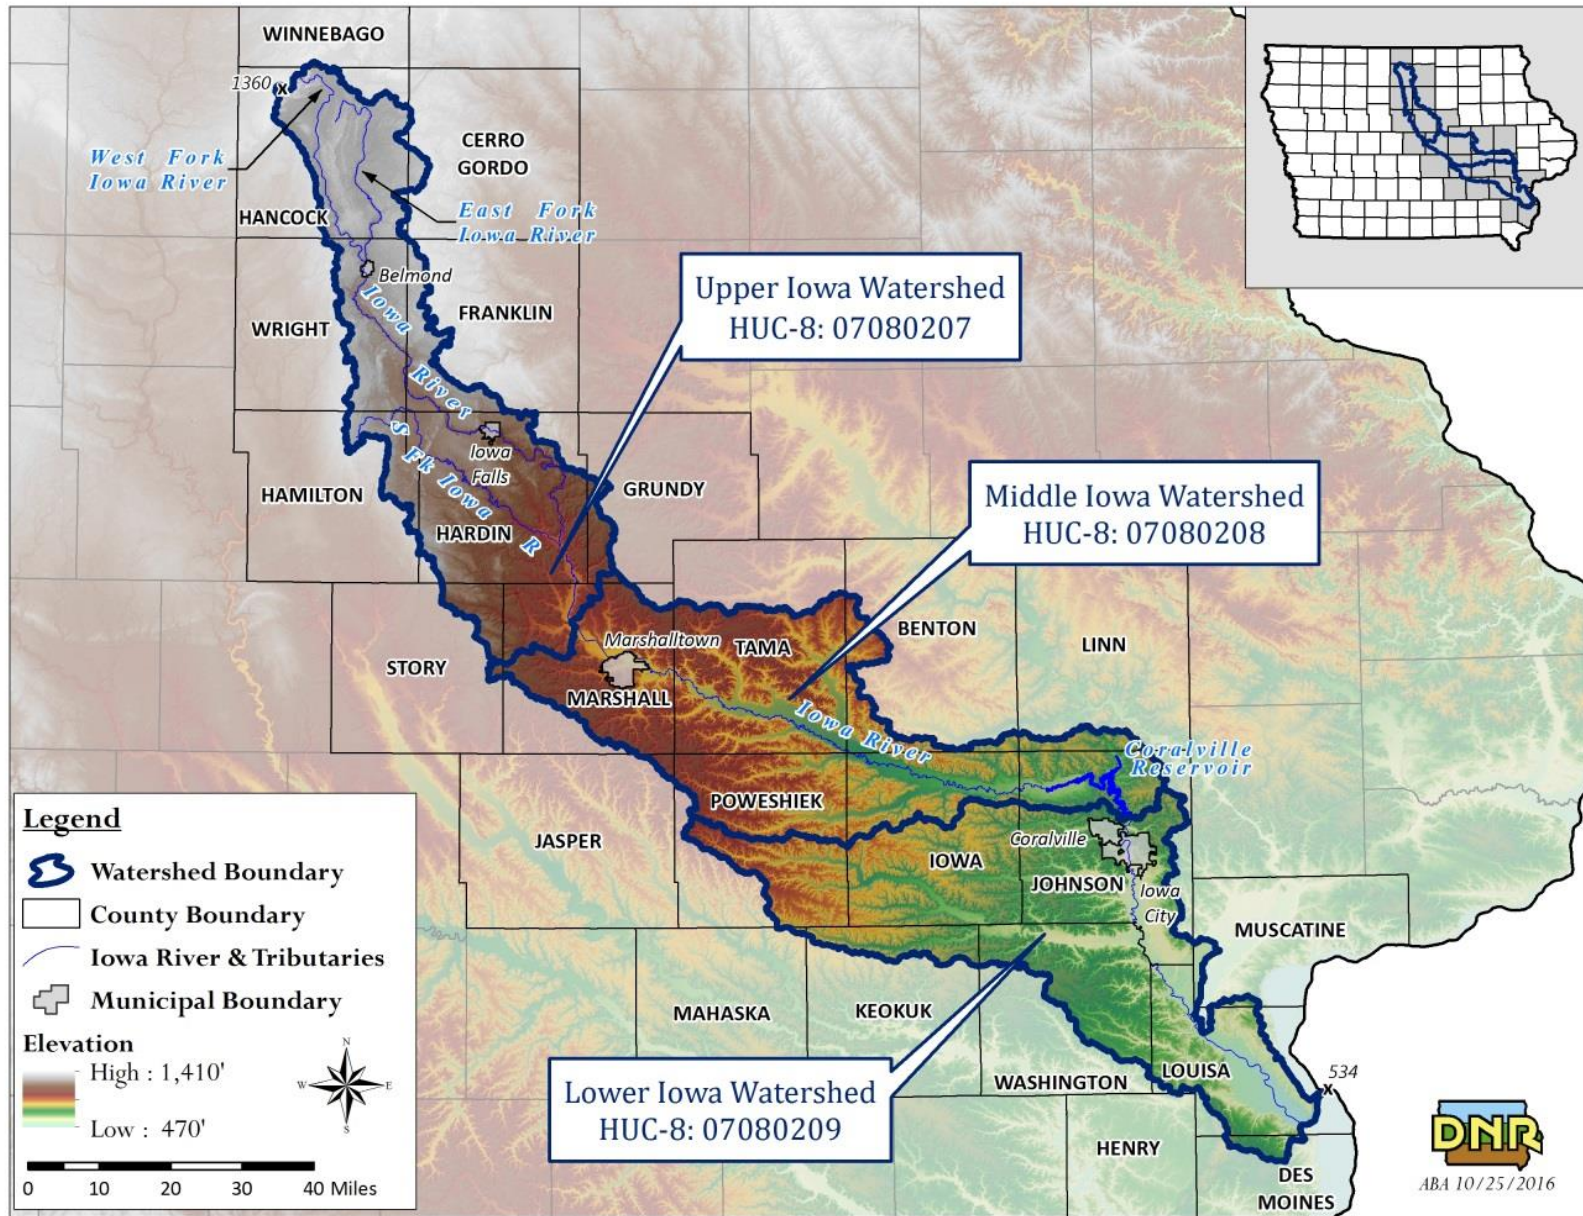 WINNEBAGO
1360 x
West Fork
Iowa River
CERRO
GORDO
HANCOCK
East Fork
Iowa River
Belmond
Iowa River
WRIGHT
FRANKLIN
Upper Iowa Watershed
HUC-8: 07080207
S Fk Iowa R
Iowa
Falls
HAMILTON
HARDIN
GRUNDY
Middle Iowa Watershed
HUC-8: 07080208
STORY
Marshalltown
MARSHALL
TAMA
BENTON
LINN
Iowa River
Coralville
Reservoir
POWESHIEK
JASPER
IOWA
Coralville
JOHNSON
Iowa
City
MUSCATINE
MAHASKA
KEOKUK
WASHINGTON
LOUISA
534
x
Lower Iowa Watershed
HUC-8: 07080209
HENRY
DES
MOINES
Legend
Watershed Boundary
County Boundary
Iowa River & Tributaries
Municipal Boundary
Elevation
High : 1,410'
Low : 470'
N
W E
S
0 10 20 30 40 Miles
DNR
ABA 10/25/2016